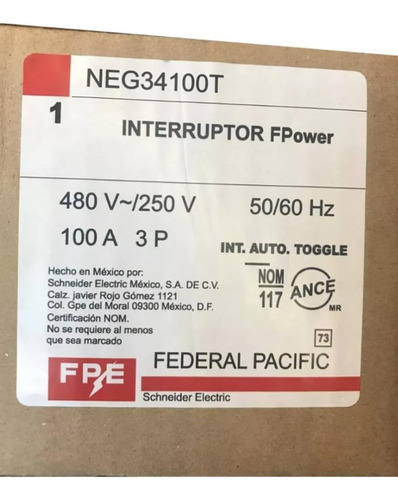 NEG34100T
1
INTERRUPTOR FPower
480 V~/250 V 50/60 Hz
100 A 3 P
INT. AUTO. TOGGLE
Hecho en México por:
Schneider Electric México, S.A. DE C.V.
Calz. javier Rojo Gómez 1121
Col. Gpe del Moral 09300 México, D.F.
Certificación NOM.
No se requiere al menos
que sea marcado
NOM
117
ANCE
MR
73
FPE
FEDERAL PACIFIC
Schneider Electric